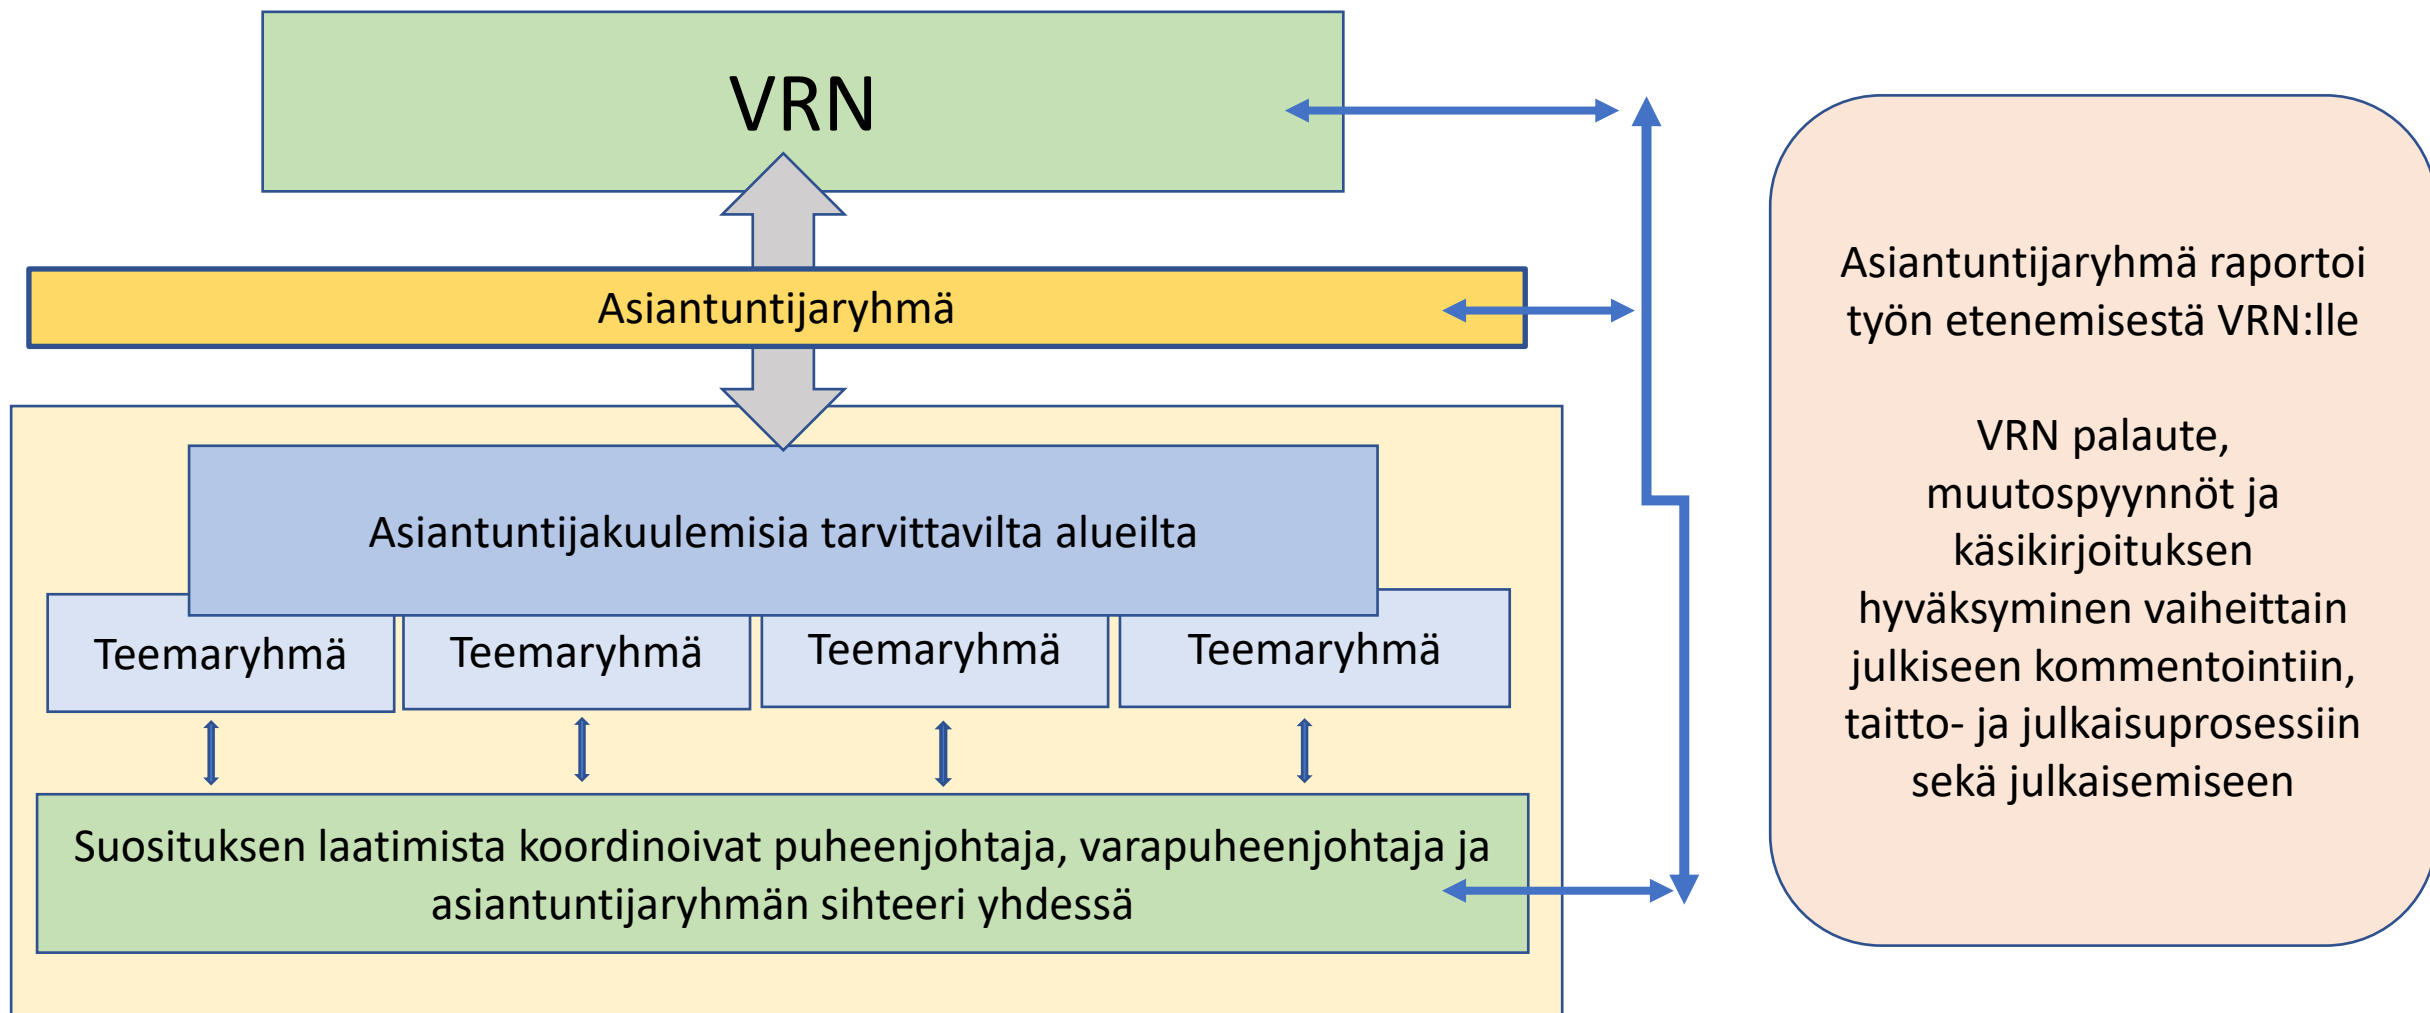 VRN
Asiantuntijaryhmä
Asiantuntijakuulemisia tarvittavilta alueilta
Teemaryhmä
Teemaryhmä
Teemaryhmä
Teemaryhmä
Suosituksen laatimista koordinoivat puheenjohtaja, varapuheenjohtaja ja
asiantuntijaryhmän sihteeri yhdessä
Asiantuntijaryhmä raportoi
työn etenemisestä VRN:lle
VRN palaute,
muutospyynnöt ja
käsikirjoituksen
hyväksyminen vaiheittain
julkiseen kommentointiin,
taitto- ja julkaisuprosessiin
sekä julkaisemiseen